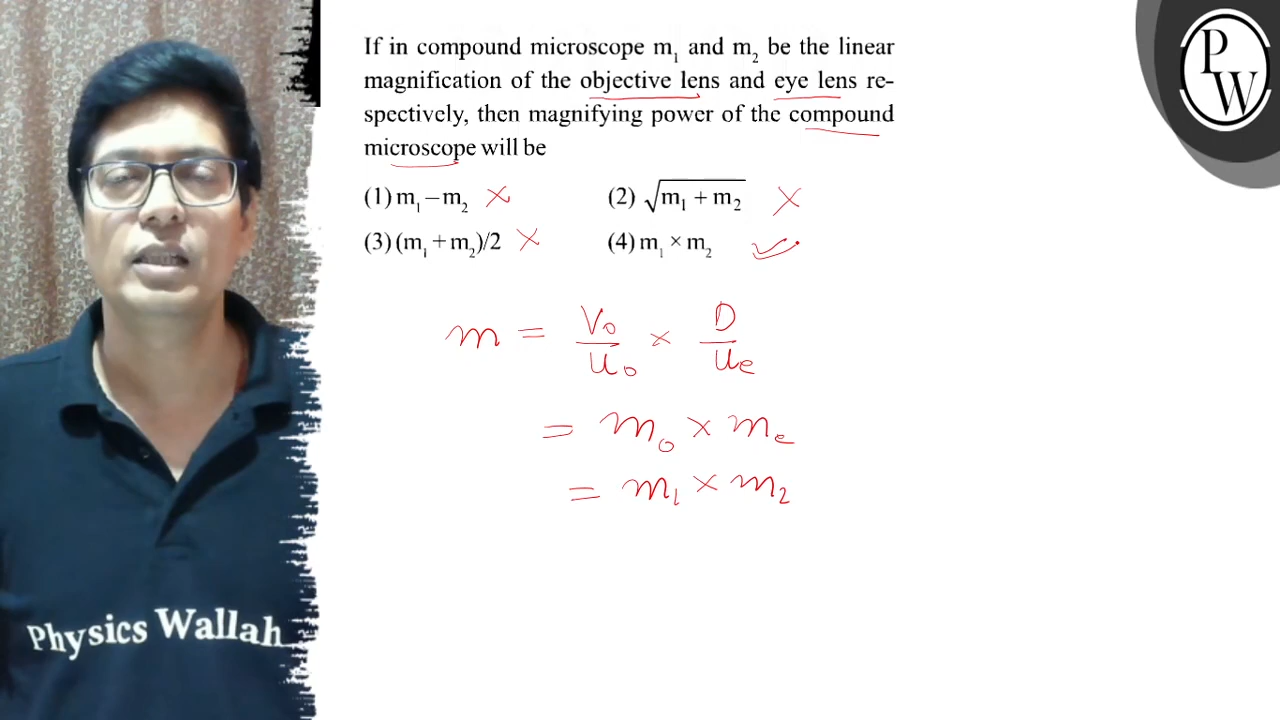 If in compound microscope m₁ and m₂ be the linear
magnification of the objective lens and eye lens re-
spectively, then magnifying power of the compound
microscope will be
(1) m₁ – m₂ (2) √(m₁ + m₂)
(3) (m₁ + m₂)/2 (4) m₁ × m₂
m = V₀/u₀ × D/uₑ
= m₀ × mₑ
= m₁ × m₂
Physics Wallah
P
W